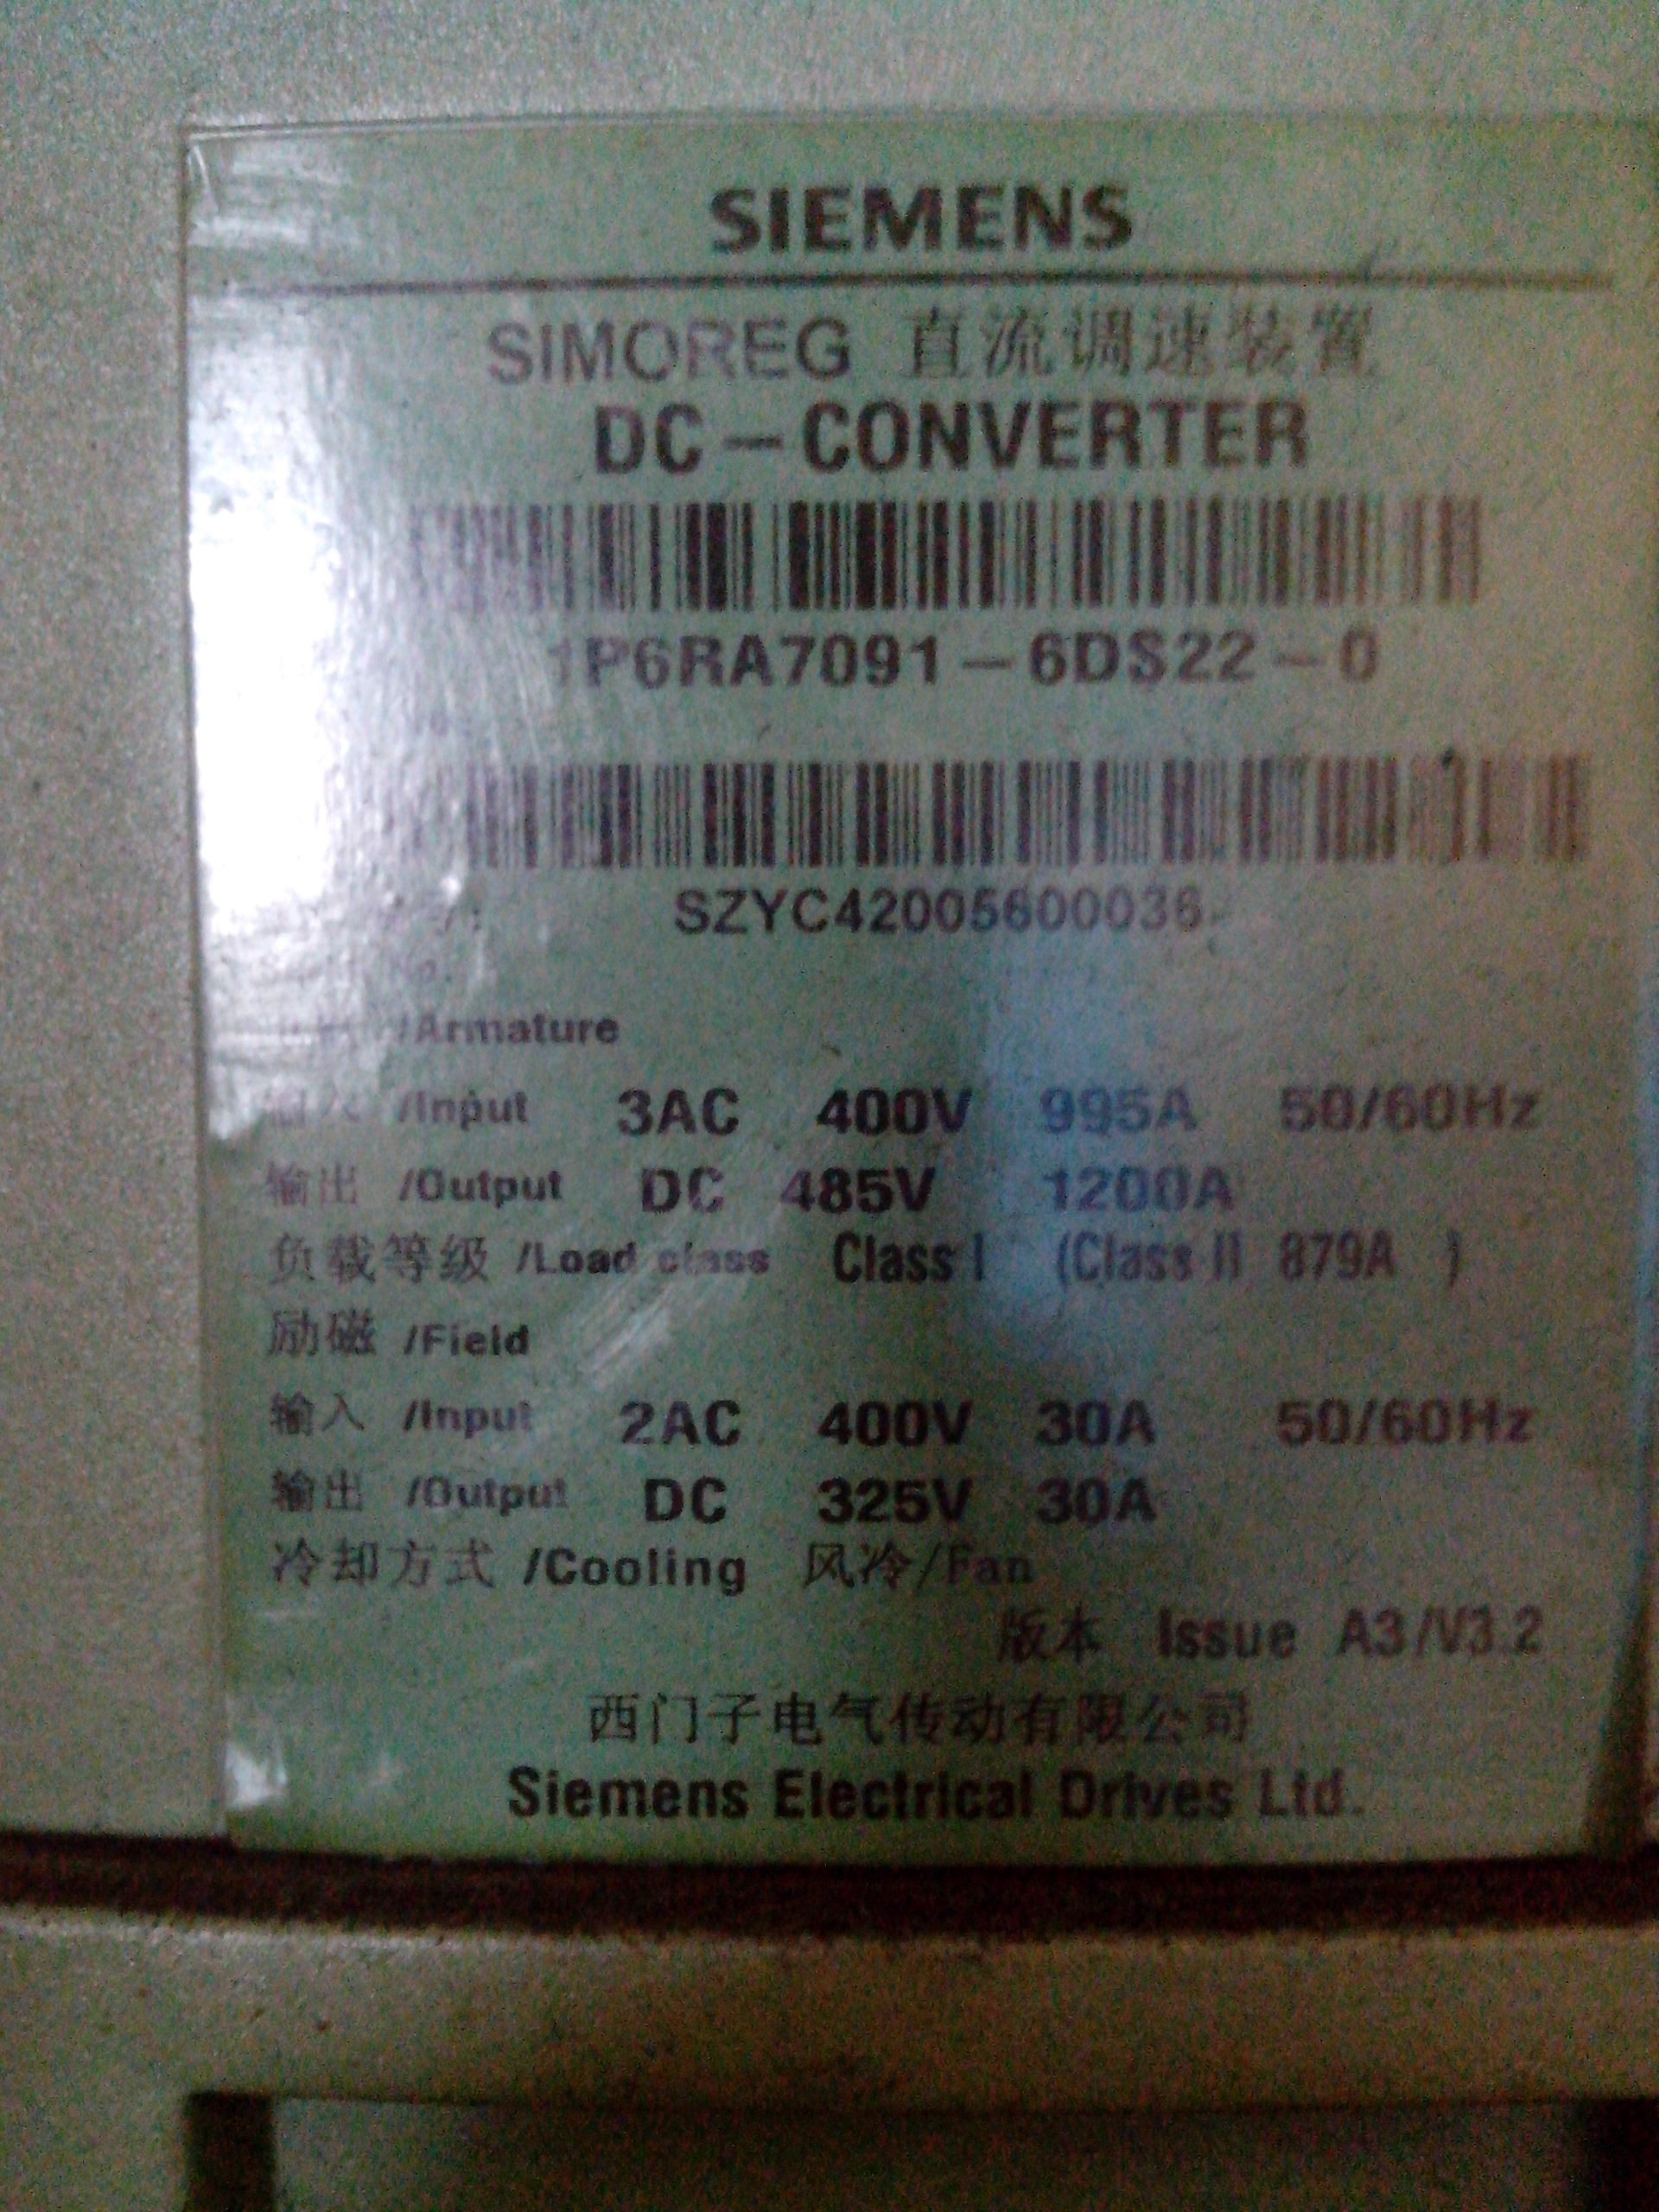 SIEMENS
SIMOREG 直流调速装置
DC-CONVERTER
1P6RA7091-6DS22-0
SZYC42005600036
/Armature
/Input 3AC 400V 995A 50/60Hz
输出 /Output DC 485V 1200A
负载等级 /Load class Class I (Class II 879A )
励磁 /Field
输入 /Input 2AC 400V 30A 50/60Hz
输出 /Output DC 325V 30A
冷却方式 /Cooling 风冷/Fan
版本 Issue A3/V3.2
西门子电气传动有限公司
Siemens Electrical Drives Ltd.